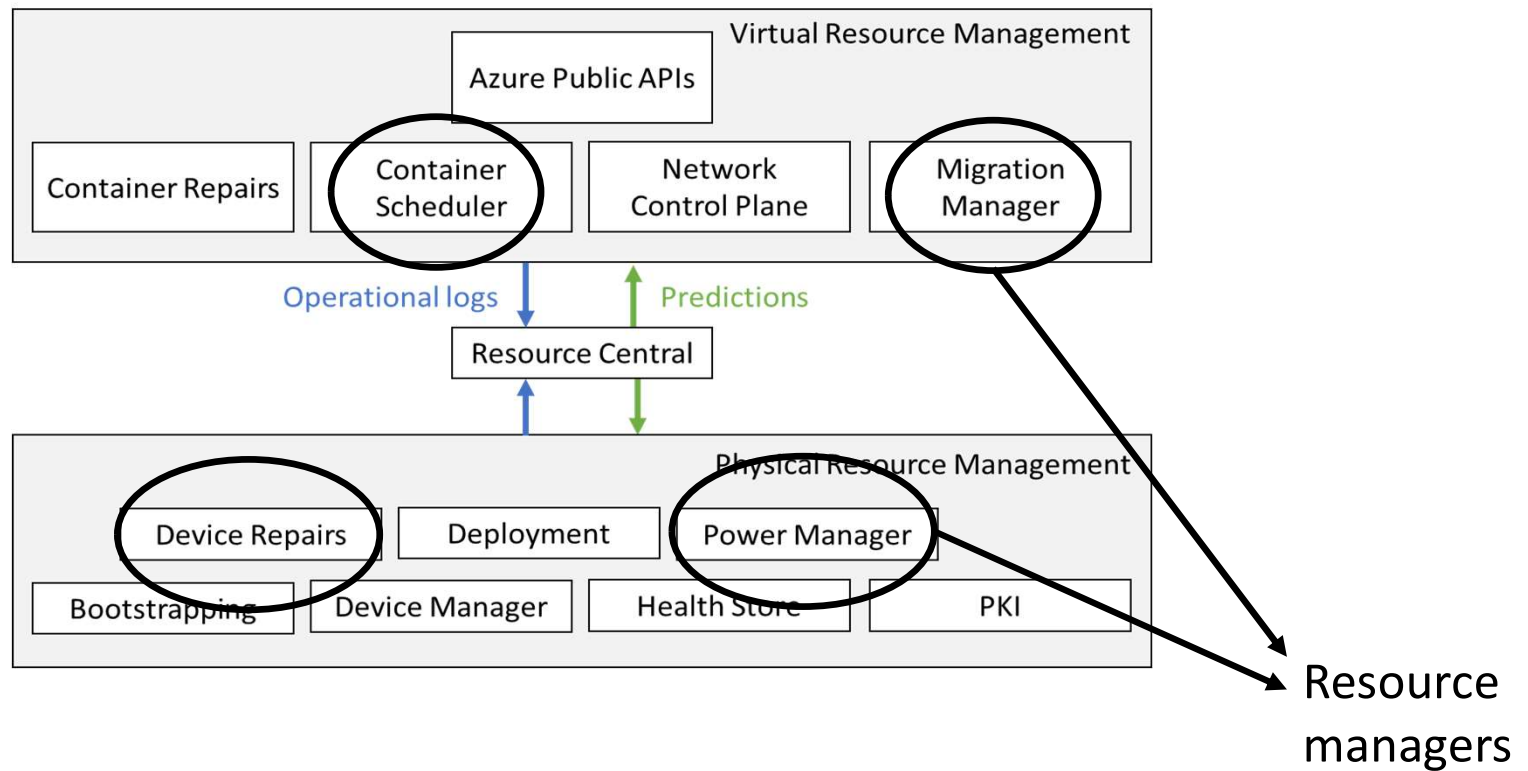 Virtual Resource Management
Azure Public APIs
Container Repairs
Container
Scheduler
Network
Control Plane
Migration
Manager
Operational logs
Predictions
Resource Central
Physical Resource Management
Device Repairs
Deployment
Power Manager
Bootstrapping
Device Manager
Health Store
PKI
Resource
managers